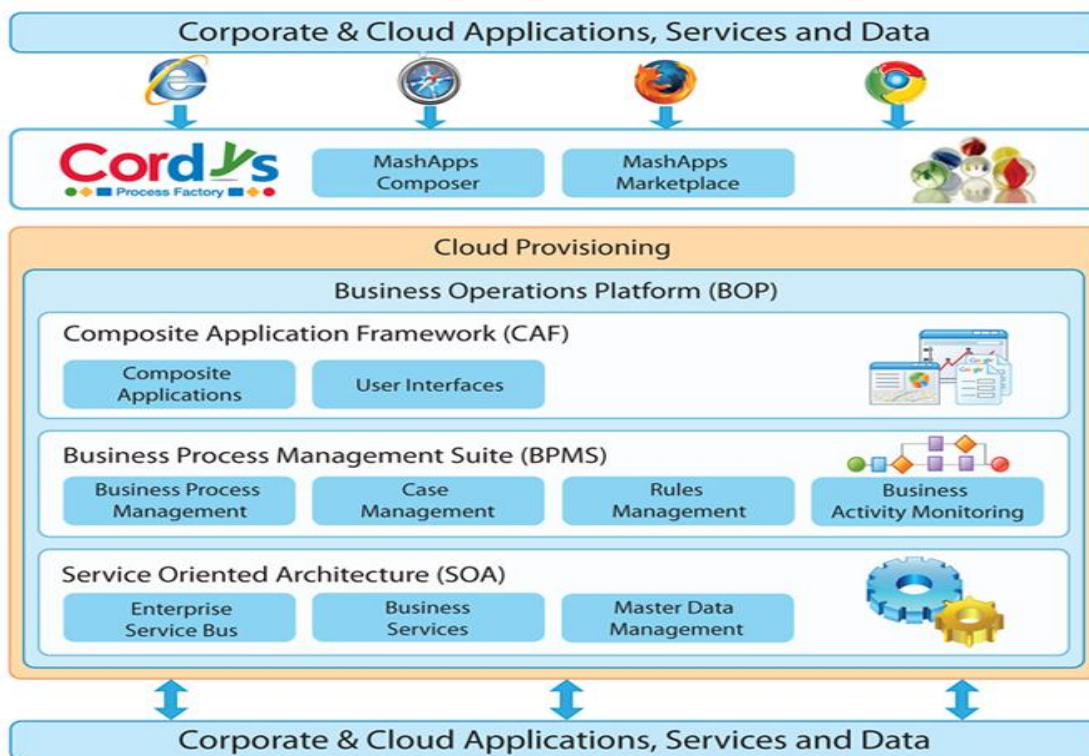 Corporate & Cloud Applications, Services and Data
Cordys
Process Factory
MashApps
Composer
MashApps
Marketplace
Cloud Provisioning
Business Operations Platform (BOP)
Composite Application Framework (CAF)
Composite
Applications
User Interfaces
Google
Google
Business Process Management Suite (BPMS)
Business Process
Management
Case
Management
Rules
Management
Business
Activity Monitoring
Service Oriented Architecture (SOA)
Enterprise
Service Bus
Business
Services
Master Data
Management
Corporate & Cloud Applications, Services and Data